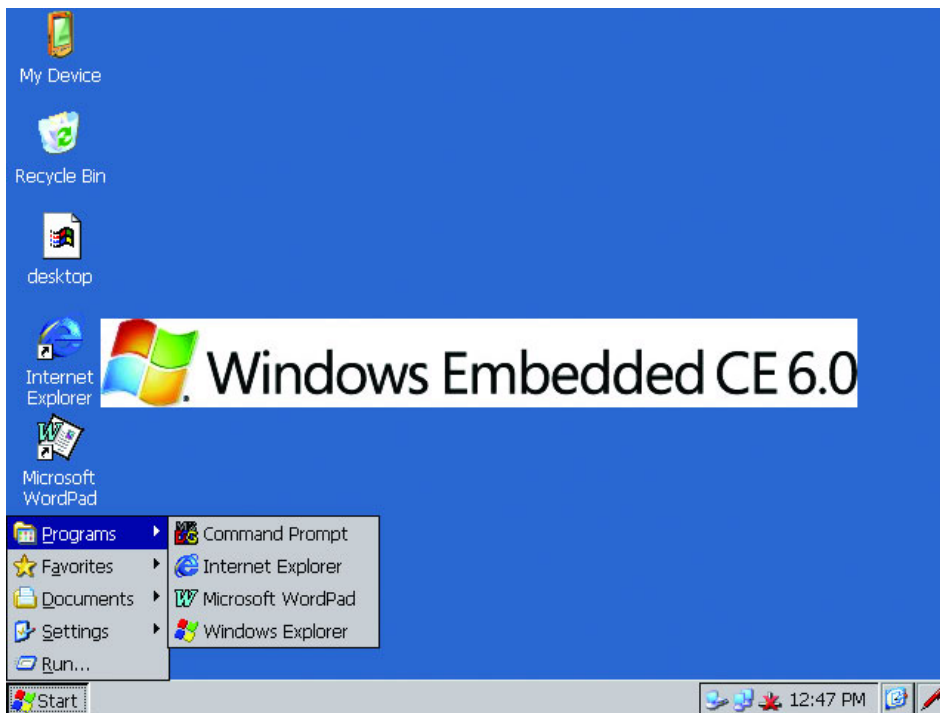 My Device
Recycle Bin
desktop
Internet
Explorer
Windows Embedded CE 6.0
Microsoft
WordPad
Programs
Favorites
Documents
Settings
Run...
Command Prompt
Internet Explorer
Microsoft WordPad
Windows Explorer
Start
12:47 PM